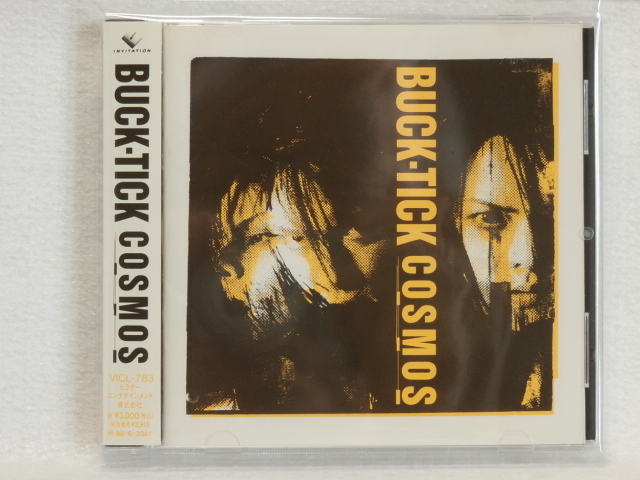 INVITATION
BUCK-TICK COSMOS
VICL-783
ビクター
エンタテインメント
株式会社
BUCK-TICK COSMOS